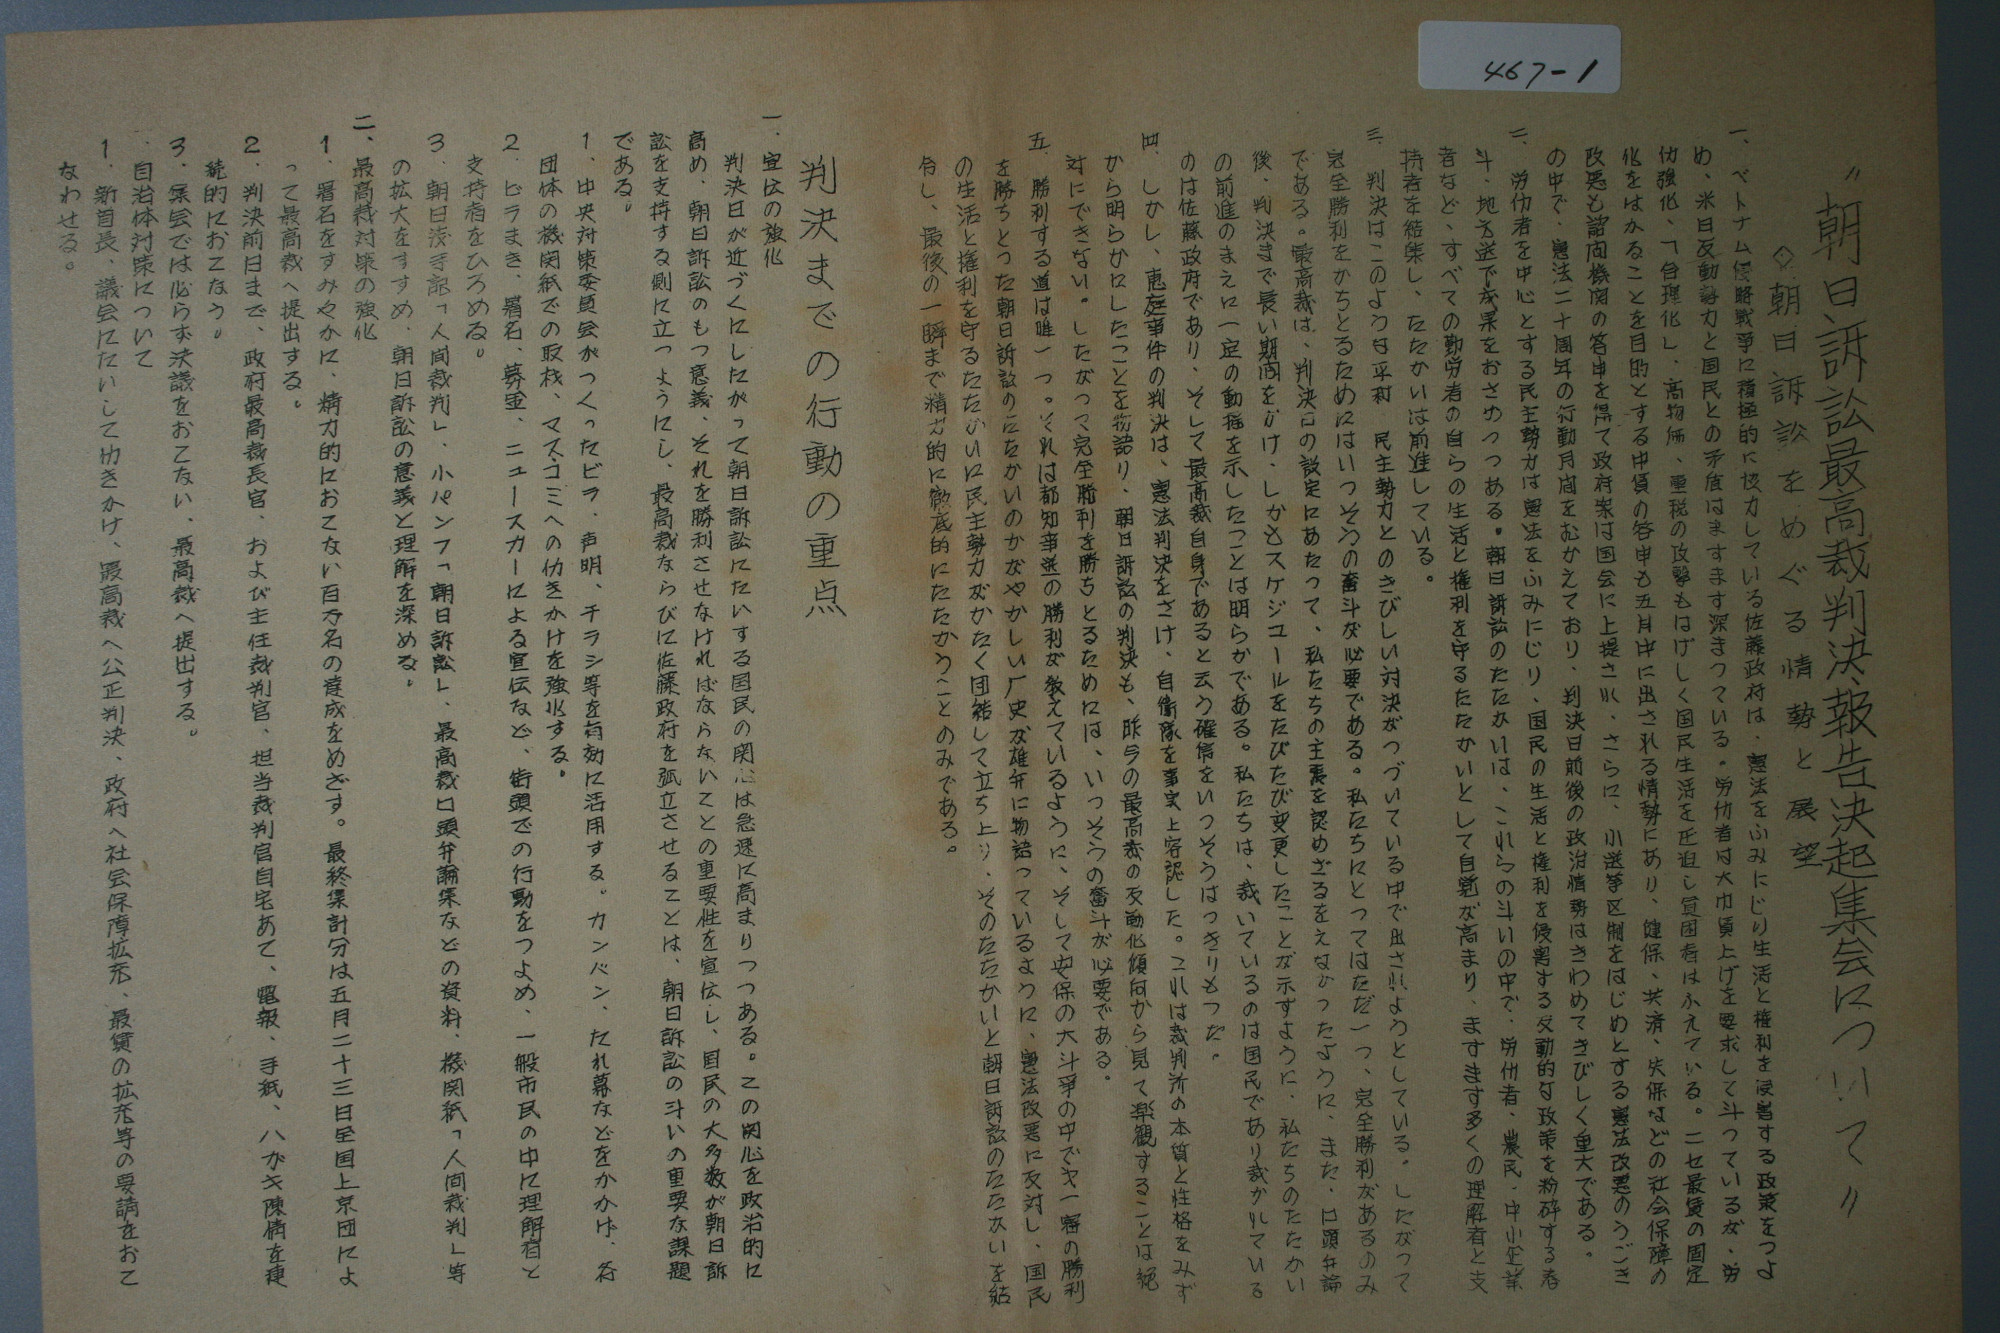 467-1
"朝日訴訟最高裁判決報告決起集会について"
◇朝日訴訟をめぐる情勢と展望
一、ベトナム侵略戦争に積極的に協力している佐藤政府は、憲法をふみにじり生活と権利を侵害する政策をつよ
め、米日反動勢力と国民との矛盾はますます深まっている。労仂者は大巾賃上げを要求して斗っているが、労
仂強化、「合理化」、高物価、重税の攻撃もはげしく国民生活を圧迫し貧困者はふえている。ニセ最賃の固定
化をはかることを目的とする中賃の答申も五月中に出される情勢にあり、健保、共済、失保などの社会保障の
改悪も諮問機関の答申を得て政府案は国会に上提され、さらに、小選挙区制をはじめとする憲法改悪のうごき
の中で、憲法二十周年の行動月間をむかえており、判決日前後の政治情勢はきわめてきびしく重大である。
二、労仂者を中心とする民主勢力は憲法をふみにじり、国民の生活と権利を侵害する反動的な政策を粉砕する春
斗、地方選で成果をおさめつつある。朝日訴訟のたたかいは、これらの斗いの中で、労仂者、農民、中小企業
者など、すべての勤労者の自らの生活と権利を守るたたかいとして自覚が高まり、ますます多くの理解者と支
持者を結集し、たたかいは前進している。
三、判決はこのような平和 民主勢力とのきびしい対決がつづいている中で出されようとしている。したがって
完全勝利をかちとるためにはいっそうの奮斗が必要である。私たちにとってはただ一つ、完全勝利があるのみ
である。最高裁は、判決日の設定にあたって、私たちの主張を認めざるをえなかったように、また、口頭弁論
後、判決まで長い期間をかけ、しかもスケジュールをたびたび変更したことが示すように、私たちのたたかい
の前進のまえに一定の動揺を示したことは明らかである。私たちは、裁いているのは国民であり裁かれている
のは佐藤政府であり、そして最高裁自身であると云う確信をいっそうはっきりもつた。
四、しかし、恵庭事件の判決は、憲法判決をさけ、自衛隊を事実上容認した。これは裁判所の本質と性格をみず
から明らかにしたことを物語り、朝日訴訟の判決も、昨今の最高裁の反動化傾向から見て楽観することは絶
対にできない。したがって完全勝利を勝ちとるためには、いっそうの奮斗が必要である。
五、勝利する道は唯一つ。それは都知事選の勝利が教えているように、そして安保の大斗争の中でオ一審の勝利
を勝ちとった朝日訴訟のたたかいのかがやかしい厂史が雄弁に物語っているように、憲法改悪に反対し、国民
の生活と権利を守るたたかいに民主勢力がかたく団結して立ち上り、そのたたかいと朝日訴訟のたたかいを結
合し、最後の一瞬まで精力的に徹底的にたたかうことのみである。
判決までの行動の重点
一、宣伝の強化
判決日が近づくにしたがって朝日訴訟にたいする国民の関心は急速に高まりつつある。この関心を政治的に
高め、朝日訴訟のもつ意義、それを勝利させなければならないことの重要性を宣伝し、国民の大多数が朝日訴
訟を支持する側に立つようにし、最高裁ならびに佐藤政府を孤立させることは、朝日訴訟の斗いの重要な課題
である。
1、中央対策委員会がつくったビラ、声明、チラシ等を有効に活用する。カンバン、たれ幕などをかかげ、各
団体の機関紙での取扱、マスコミへの仂きかけを強化する。
2、ビラまき、署名、募金、ニュースカーによる宣伝など、街頭での行動をつよめ、一般市民の中に理解者と
支持者をひろめる。
3、朝日茂手記「人間裁判」、小パンフ「朝日訴訟」、最高裁口頭弁論集などの資料、機関紙「人間裁判」等
の拡大をすすめ、朝日訴訟の意義と理解を深める。
二、最高裁対策の強化
1、署名をすみやかに、精力的におこない百万名の達成をめざす。最終集計分は五月二十三日全国上京団によ
って最高裁へ提出する。
2、判決前日まで、政府最高裁長官、および主任裁判官、担当裁判官自宅あて、電報、手紙、ハガキ陳情を連
続的におこなう。
3、集会では必らず決議をおこない、最高裁へ提出する。
、自治体対策について
1、新首長、議会にたいして仂きかけ、最高裁へ公正判決、政府へ社会保障拡充、最賃の拡充等の要請をおこ
なわせる。